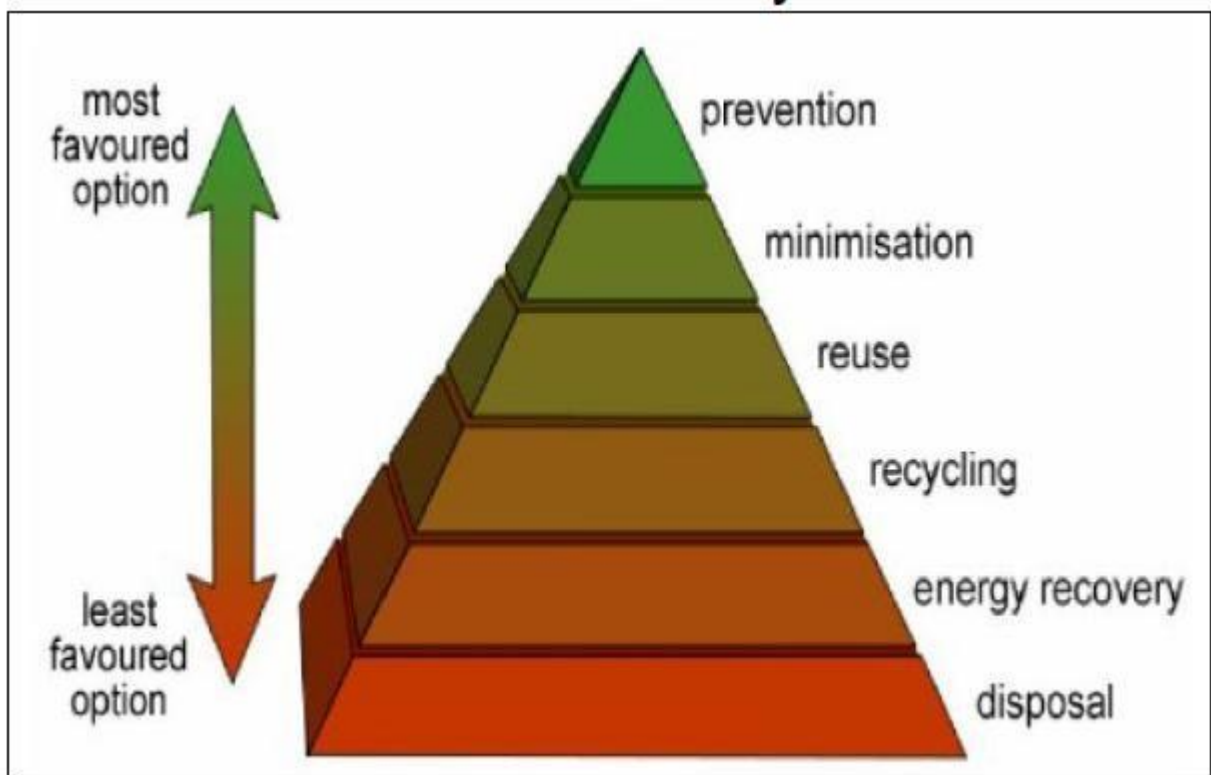 most
favoured
option
prevention
minimisation
reuse
recycling
energy recovery
least
favoured
option
disposal